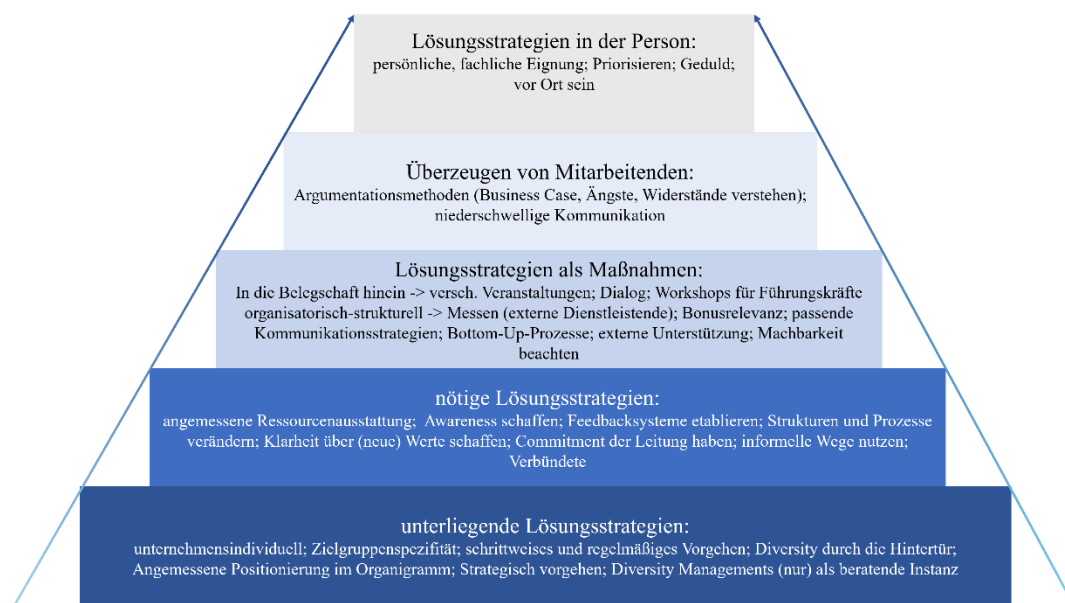 Lösungsstrategien in der Person:
persönliche, fachliche Eignung; Priorisieren; Geduld;
vor Ort sein
Überzeugen von Mitarbeitenden:
Argumentationsmethoden (Business Case, Ängste, Widerstände verstehen);
niederschwellige Kommunikation
Lösungsstrategien als Maßnahmen:
In die Belegschaft hinein -> versch. Veranstaltungen; Dialog; Workshops für Führungskräfte
organisatorisch-strukturell -> Messen (externe Dienstleistende); Bonusrelevanz; passende
Kommunikationsstrategien; Bottom-Up-Prozesse; externe Unterstützung; Machbarkeit
beachten
nötige Lösungsstrategien:
angemessene Ressourcenausstattung; Awareness schaffen; Feedbacksysteme etablieren; Strukturen und Prozesse
verändern; Klarheit über (neue) Werte schaffen; Commitment der Leitung haben; informelle Wege nutzen;
Verbündete
unterliegende Lösungsstrategien:
unternehmensindividuell; Zielgruppenspezifität; schrittweises und regelmäßiges Vorgehen; Diversity durch die Hintertür;
Angemessene Positionierung im Organigramm; Strategisch vorgehen; Diversity Managements (nur) als beratende Instanz